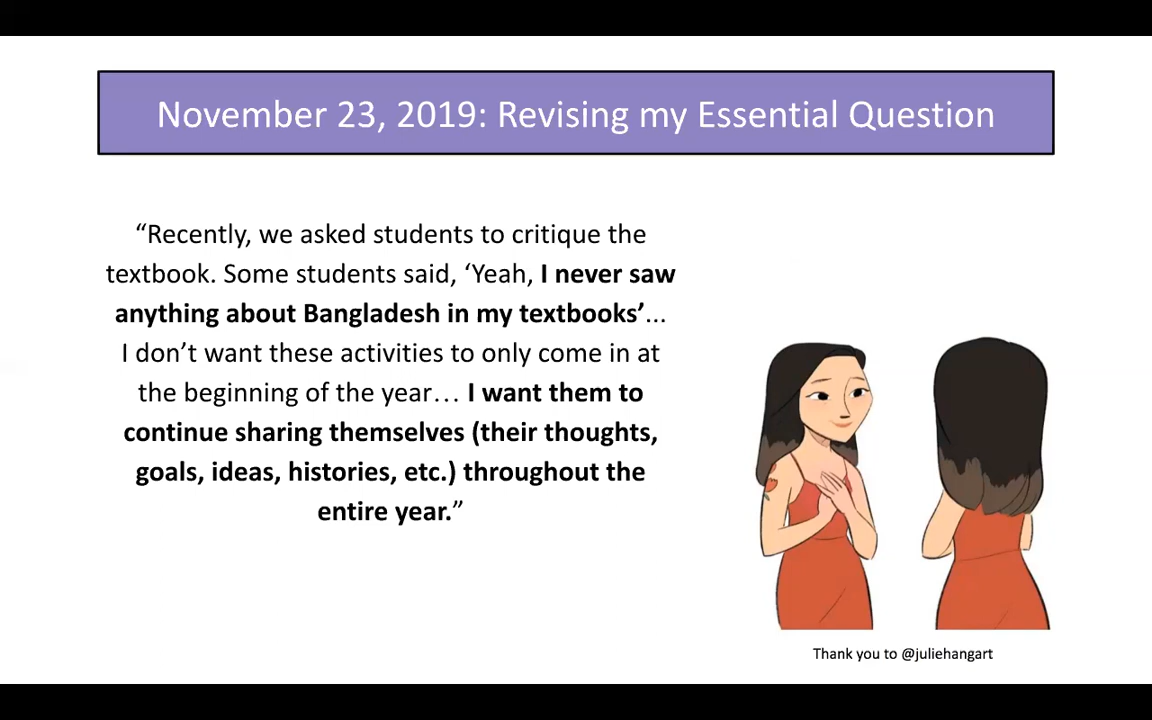 November 23, 2019: Revising my Essential Question
“Recently, we asked students to critique the
textbook. Some students said, ‘Yeah, I never saw
anything about Bangladesh in my textbooks’...
I don’t want these activities to only come in at
the beginning of the year… I want them to
continue sharing themselves (their thoughts,
goals, ideas, histories, etc.) throughout the
entire year.”
Thank you to @juliehangart